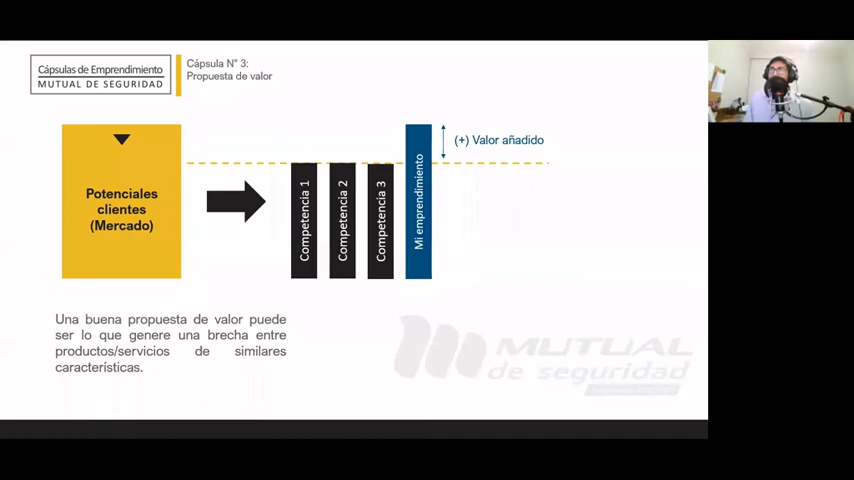 Cápsulas de Emprendimiento
MUTUAL DE SEGURIDAD
Cápsula N° 3:
Propuesta de valor
Potenciales
clientes
(Mercado)
Competencia 1
Competencia 2
Competencia 3
Mi emprendimiento
(+) Valor añadido
Una buena propuesta de valor puede
ser lo que genere una brecha entre
productos/servicios de similares
características.
MUTUAL
de seguridad